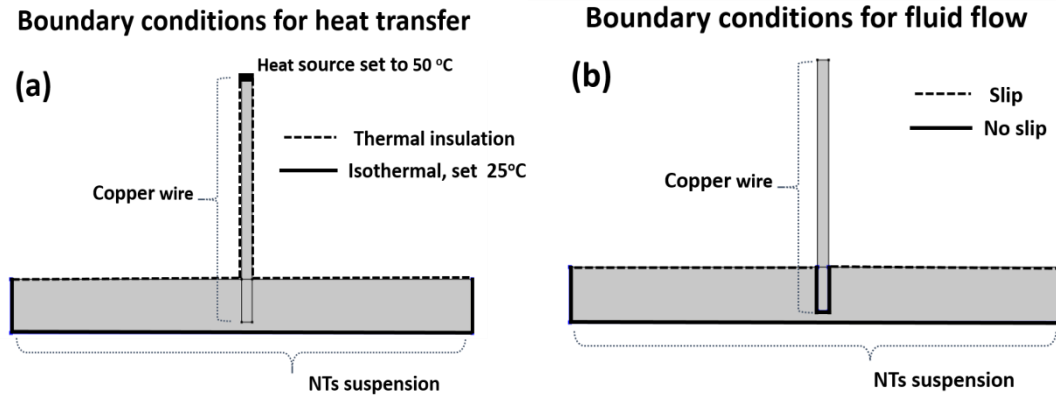 Boundary conditions for heat transfer
(a)
Heat source set to 50 °C
Thermal insulation
Isothermal, set 25°C
Copper wire
NTs suspension
Boundary conditions for fluid flow
(b)
Slip
No slip
Copper wire
NTs suspension